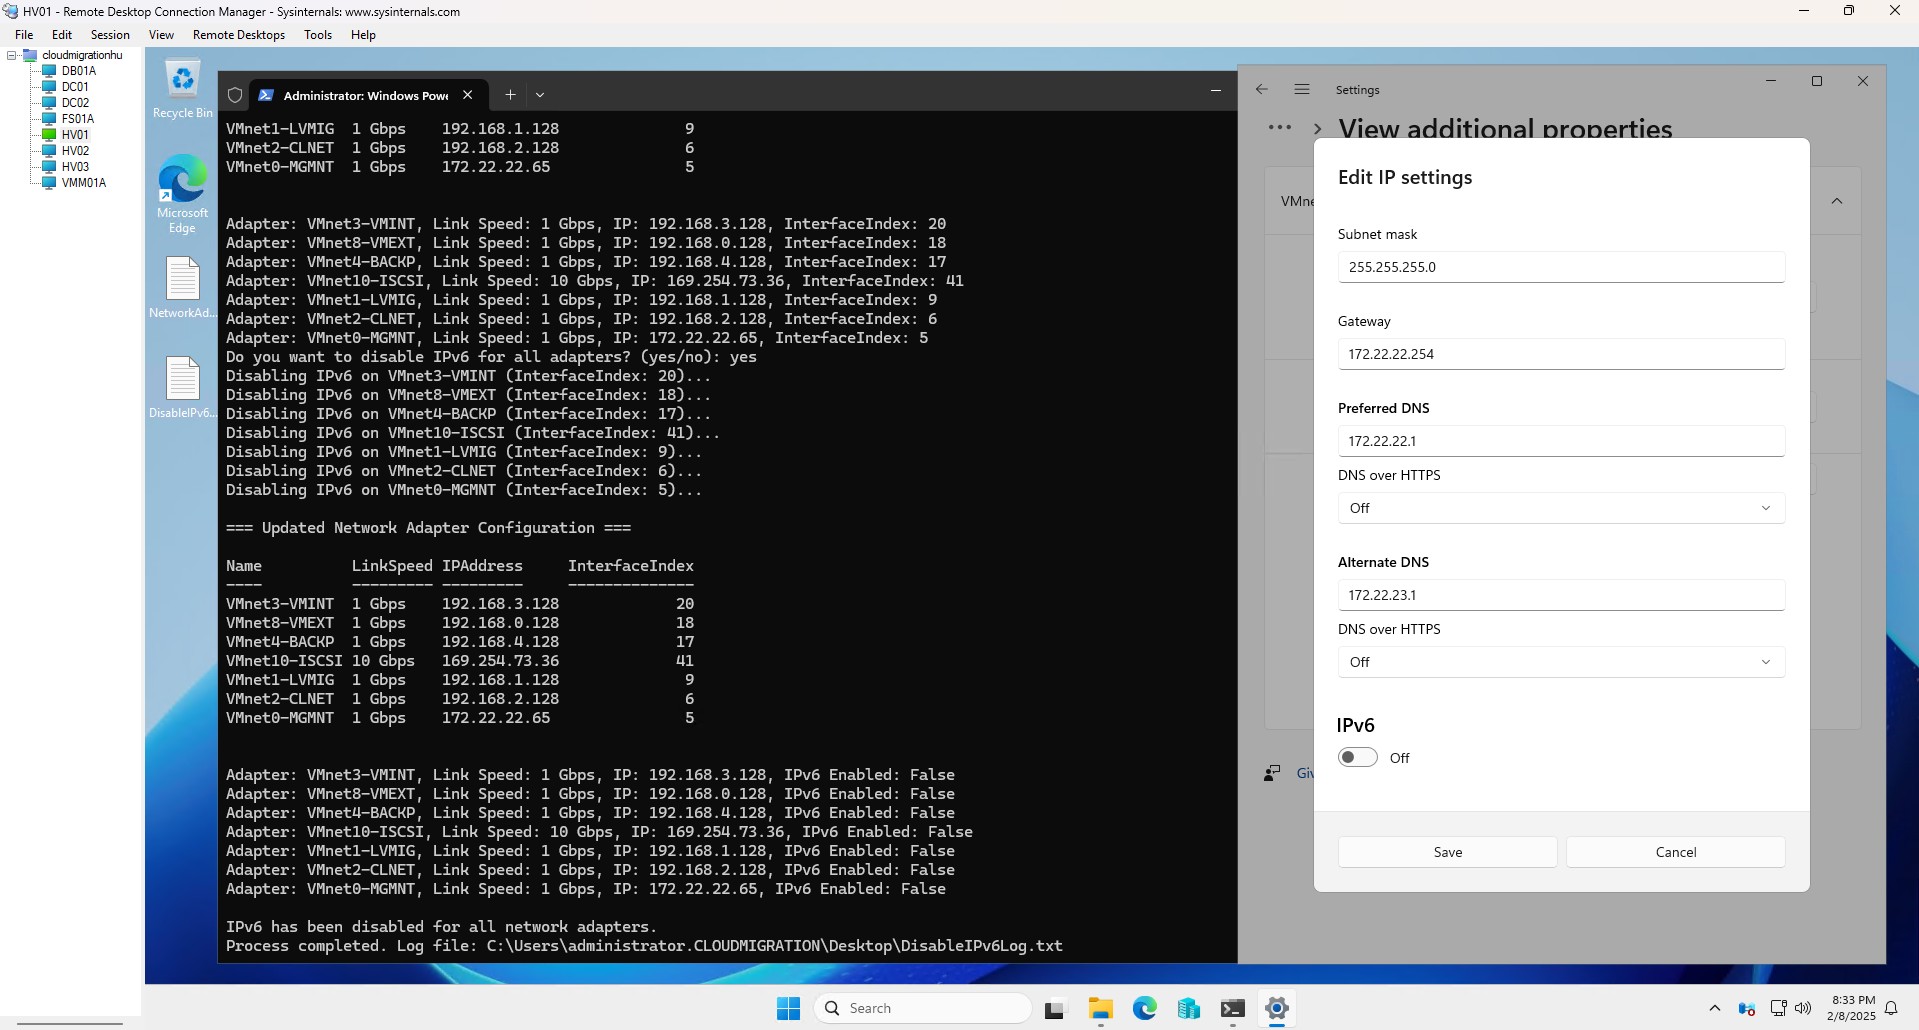 HV01 - Remote Desktop Connection Manager - Sysinternals: www.sysinternals.com
File Edit Session View Remote Desktops Tools Help
cloudmigrationhu
DB01A
DC01
DC02
FS01A
HV01
HV02
HV03
VMM01A
Recycle Bin
Microsoft
Edge
NetworkAd...
DisableIPv6...
Administrator: Windows Powe
VMnet1-LVMIG 1 Gbps 192.168.1.128 9
VMnet2-CLNET 1 Gbps 192.168.2.128 6
VMnet0-MGMNT 1 Gbps 172.22.22.65 5
Adapter: VMnet3-VMINT, Link Speed: 1 Gbps, IP: 192.168.3.128, InterfaceIndex: 20
Adapter: VMnet8-VMEXT, Link Speed: 1 Gbps, IP: 192.168.0.128, InterfaceIndex: 18
Adapter: VMnet4-BACKP, Link Speed: 1 Gbps, IP: 192.168.4.128, InterfaceIndex: 17
Adapter: VMnet10-ISCSI, Link Speed: 10 Gbps, IP: 169.254.73.36, InterfaceIndex: 41
Adapter: VMnet1-LVMIG, Link Speed: 1 Gbps, IP: 192.168.1.128, InterfaceIndex: 9
Adapter: VMnet2-CLNET, Link Speed: 1 Gbps, IP: 192.168.2.128, InterfaceIndex: 6
Adapter: VMnet0-MGMNT, Link Speed: 1 Gbps, IP: 172.22.22.65, InterfaceIndex: 5
Do you want to disable IPv6 for all adapters? (yes/no): yes
Disabling IPv6 on VMnet3-VMINT (InterfaceIndex: 20)...
Disabling IPv6 on VMnet8-VMEXT (InterfaceIndex: 18)...
Disabling IPv6 on VMnet4-BACKP (InterfaceIndex: 17)...
Disabling IPv6 on VMnet10-ISCSI (InterfaceIndex: 41)...
Disabling IPv6 on VMnet1-LVMIG (InterfaceIndex: 9)...
Disabling IPv6 on VMnet2-CLNET (InterfaceIndex: 6)...
Disabling IPv6 on VMnet0-MGMNT (InterfaceIndex: 5)...
=== Updated Network Adapter Configuration ===
Name LinkSpeed IPAddress InterfaceIndex
---- --------- --------- --------------
VMnet3-VMINT 1 Gbps 192.168.3.128 20
VMnet8-VMEXT 1 Gbps 192.168.0.128 18
VMnet4-BACKP 1 Gbps 192.168.4.128 17
VMnet10-ISCSI 10 Gbps 169.254.73.36 41
VMnet1-LVMIG 1 Gbps 192.168.1.128 9
VMnet2-CLNET 1 Gbps 192.168.2.128 6
VMnet0-MGMNT 1 Gbps 172.22.22.65 5
Adapter: VMnet3-VMINT, Link Speed: 1 Gbps, IP: 192.168.3.128, IPv6 Enabled: False
Adapter: VMnet8-VMEXT, Link Speed: 1 Gbps, IP: 192.168.0.128, IPv6 Enabled: False
Adapter: VMnet4-BACKP, Link Speed: 1 Gbps, IP: 192.168.4.128, IPv6 Enabled: False
Adapter: VMnet10-ISCSI, Link Speed: 10 Gbps, IP: 169.254.73.36, IPv6 Enabled: False
Adapter: VMnet1-LVMIG, Link Speed: 1 Gbps, IP: 192.168.1.128, IPv6 Enabled: False
Adapter: VMnet2-CLNET, Link Speed: 1 Gbps, IP: 192.168.2.128, IPv6 Enabled: False
Adapter: VMnet0-MGMNT, Link Speed: 1 Gbps, IP: 172.22.22.65, IPv6 Enabled: False
IPv6 has been disabled for all network adapters.
Process completed. Log file: C:\Users\administrator.CLOUDMIGRATION\Desktop\DisableIPv6Log.txt
Settings
... > View additional properties
VMne
Giv
Edit IP settings
Subnet mask
255.255.255.0
Gateway
172.22.22.254
Preferred DNS
172.22.22.1
DNS over HTTPS
Off
Alternate DNS
172.22.23.1
DNS over HTTPS
Off
IPv6
Off
Save Cancel
Search
8:33 PM
2/8/2025